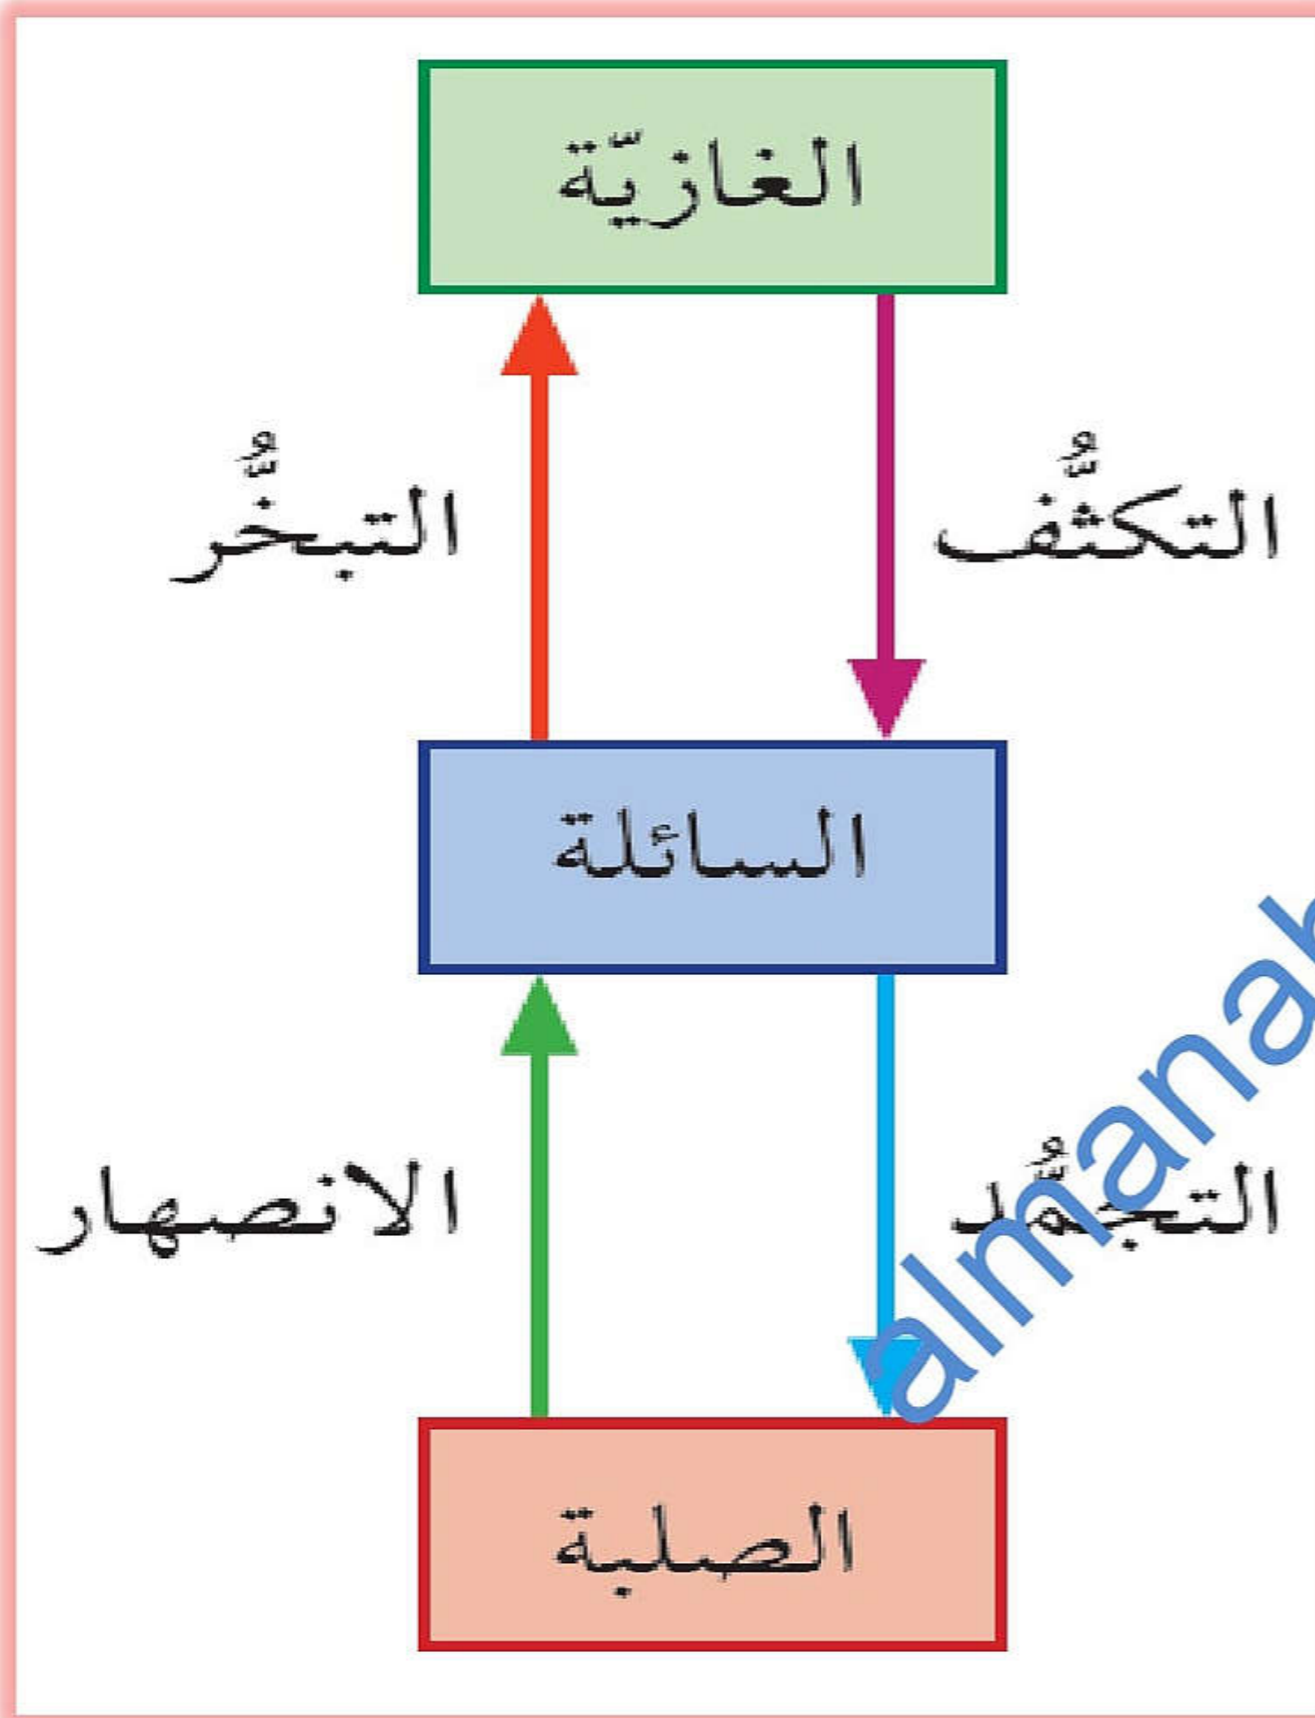 الغازيّة
التكثُّف
التبخُّر
السائلة
التجمُّد
الانصهار
الصلبة
almanah